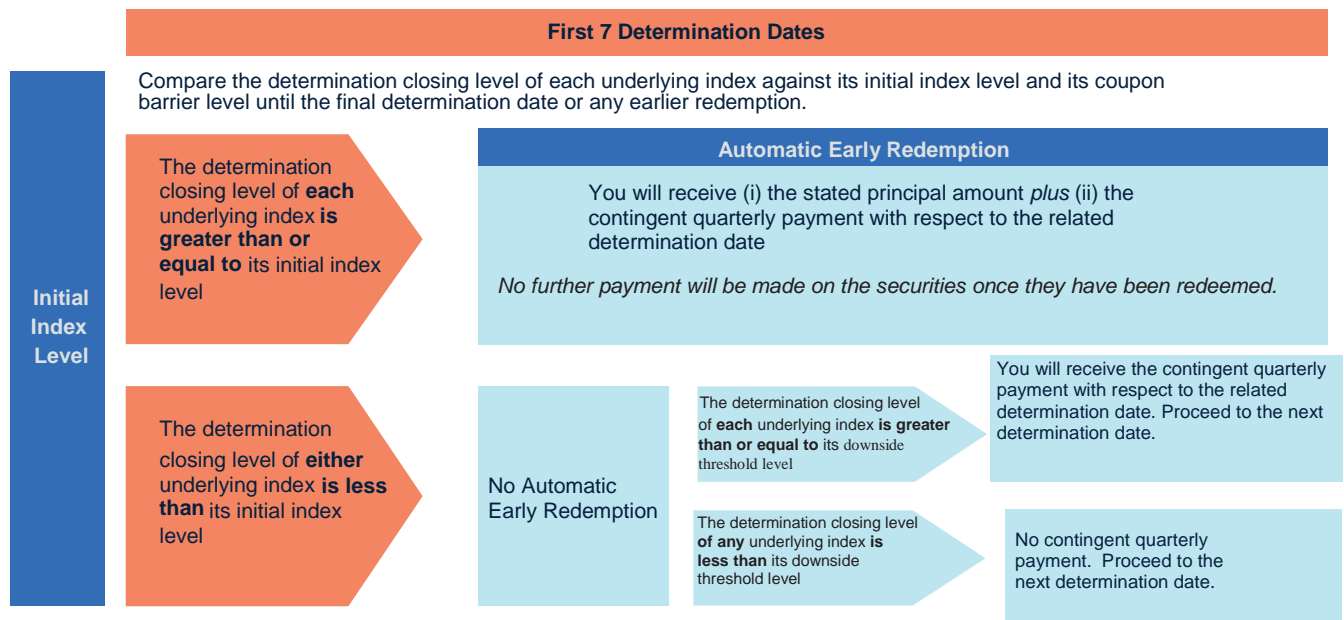 First 7 Determination Dates
Compare the determination closing level of each underlying index against its initial index level and its coupon
barrier level until the final determination date or any earlier redemption.
Initial
Index
Level
The determination
closing level of each
underlying index is
greater than or
equal to its initial index
level
Automatic Early Redemption
You will receive (i) the stated principal amount plus (ii) the
contingent quarterly payment with respect to the related
determination date
No further payment will be made on the securities once they have been redeemed.
The determination
closing level of either
underlying index is less
than its initial index
level
No Automatic
Early Redemption
The determination closing level
of each underlying index is greater
than or equal to its downside
threshold level
You will receive the contingent quarterly
payment with respect to the related
determination date. Proceed to the next
determination date.
The determination closing level
of any underlying index is
less than its downside
threshold level
No contingent quarterly
payment. Proceed to the
next determination date.